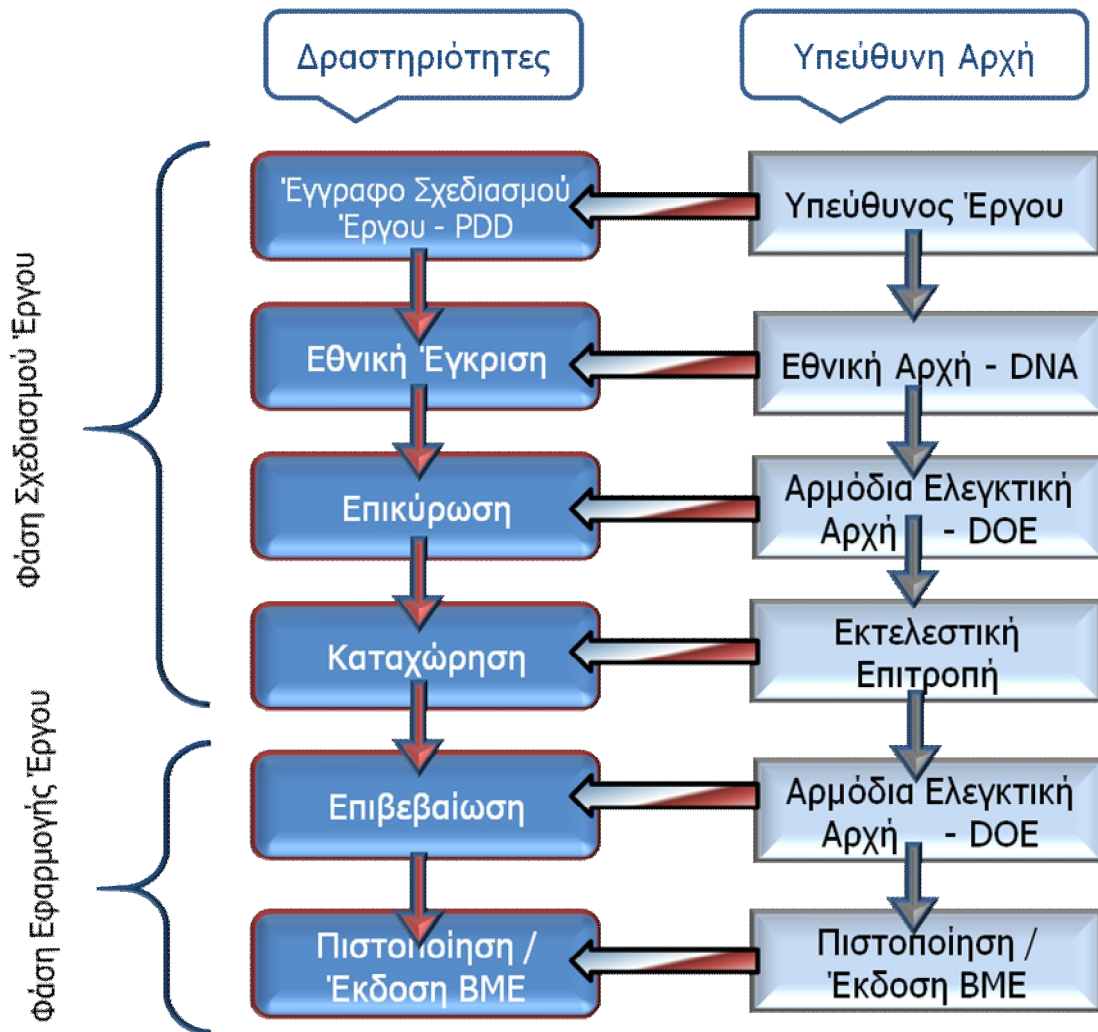 Δραστηριότητες
Υπεύθυνη Αρχή
Φάση Σχεδιασμού Έργου
Έγγραφο Σχεδιασμού
Έργου - PDD
Υπεύθυνος Έργου
Εθνική Έγκριση
Εθνική Αρχή - DNA
Επικύρωση
Αρμόδια Ελεγκτική
Αρχή - DOE
Καταχώρηση
Εκτελεστική
Επιτροπή
Φάση Εφαρμογής Έργου
Επιβεβαίωση
Αρμόδια Ελεγκτική
Αρχή - DOE
Πιστοποίηση /
Έκδοση ΒΜΕ
Πιστοποίηση /
Έκδοση ΒΜΕ